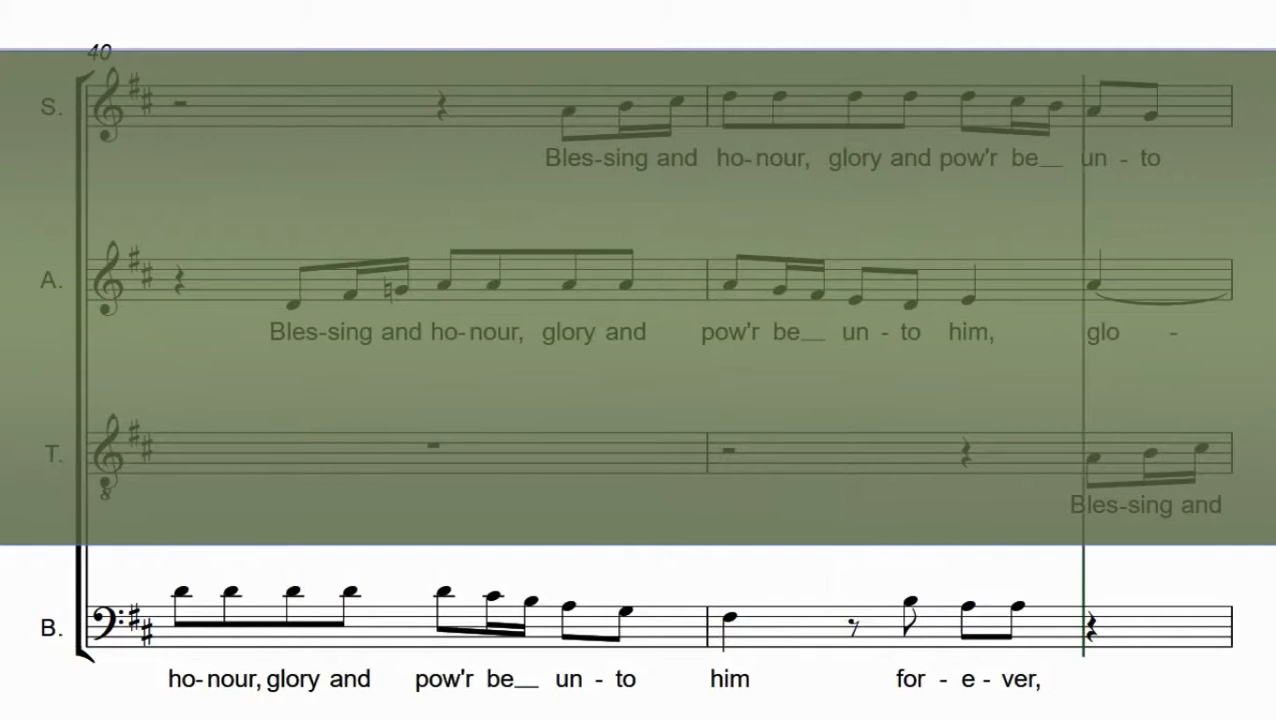 40
S.
Bles-sing and ho-nour, glory and pow'r be__ un - to
A.
Bles-sing and ho-nour, glory and pow'r be__ un - to him, glo -
T.
8
Bles-sing and
B.
ho-nour, glory and pow'r be__ un - to him for - e - ver,